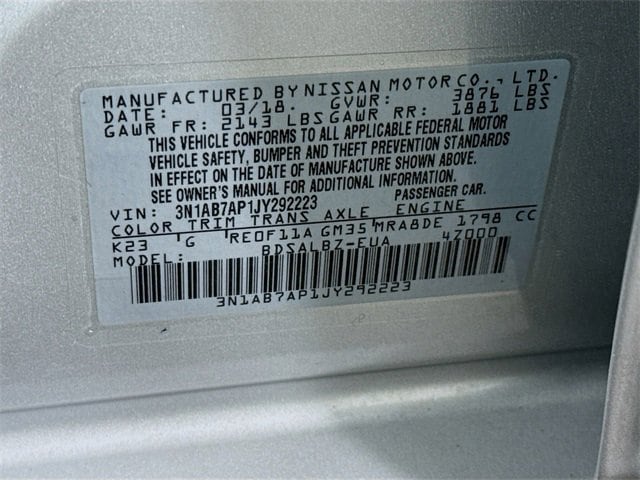 MANUFACTURED BY NISSAN MOTOR CO., LTD.
DATE: 03/18. GVWR: 3876 LBS
GAWR FR: 2143 LBS GAWR RR: 1881 LBS
THIS VEHICLE CONFORMS TO ALL APPLICABLE FEDERAL MOTOR
VEHICLE SAFETY, BUMPER AND THEFT PREVENTION STANDARDS
IN EFFECT ON THE DATE OF MANUFACTURE SHOWN ABOVE.
SEE OWNER'S MANUAL FOR ADDITIONAL INFORMATION.
VIN: 3N1AB7AP1JY292223 PASSENGER CAR.
COLOR TRIM TRANS AXLE ENGINE
K23 G RE0F11A GM35 MRA8DE 1798 CC
MODEL: BDSALBZ-EUA 47000
3N1AB7AP1JY292223